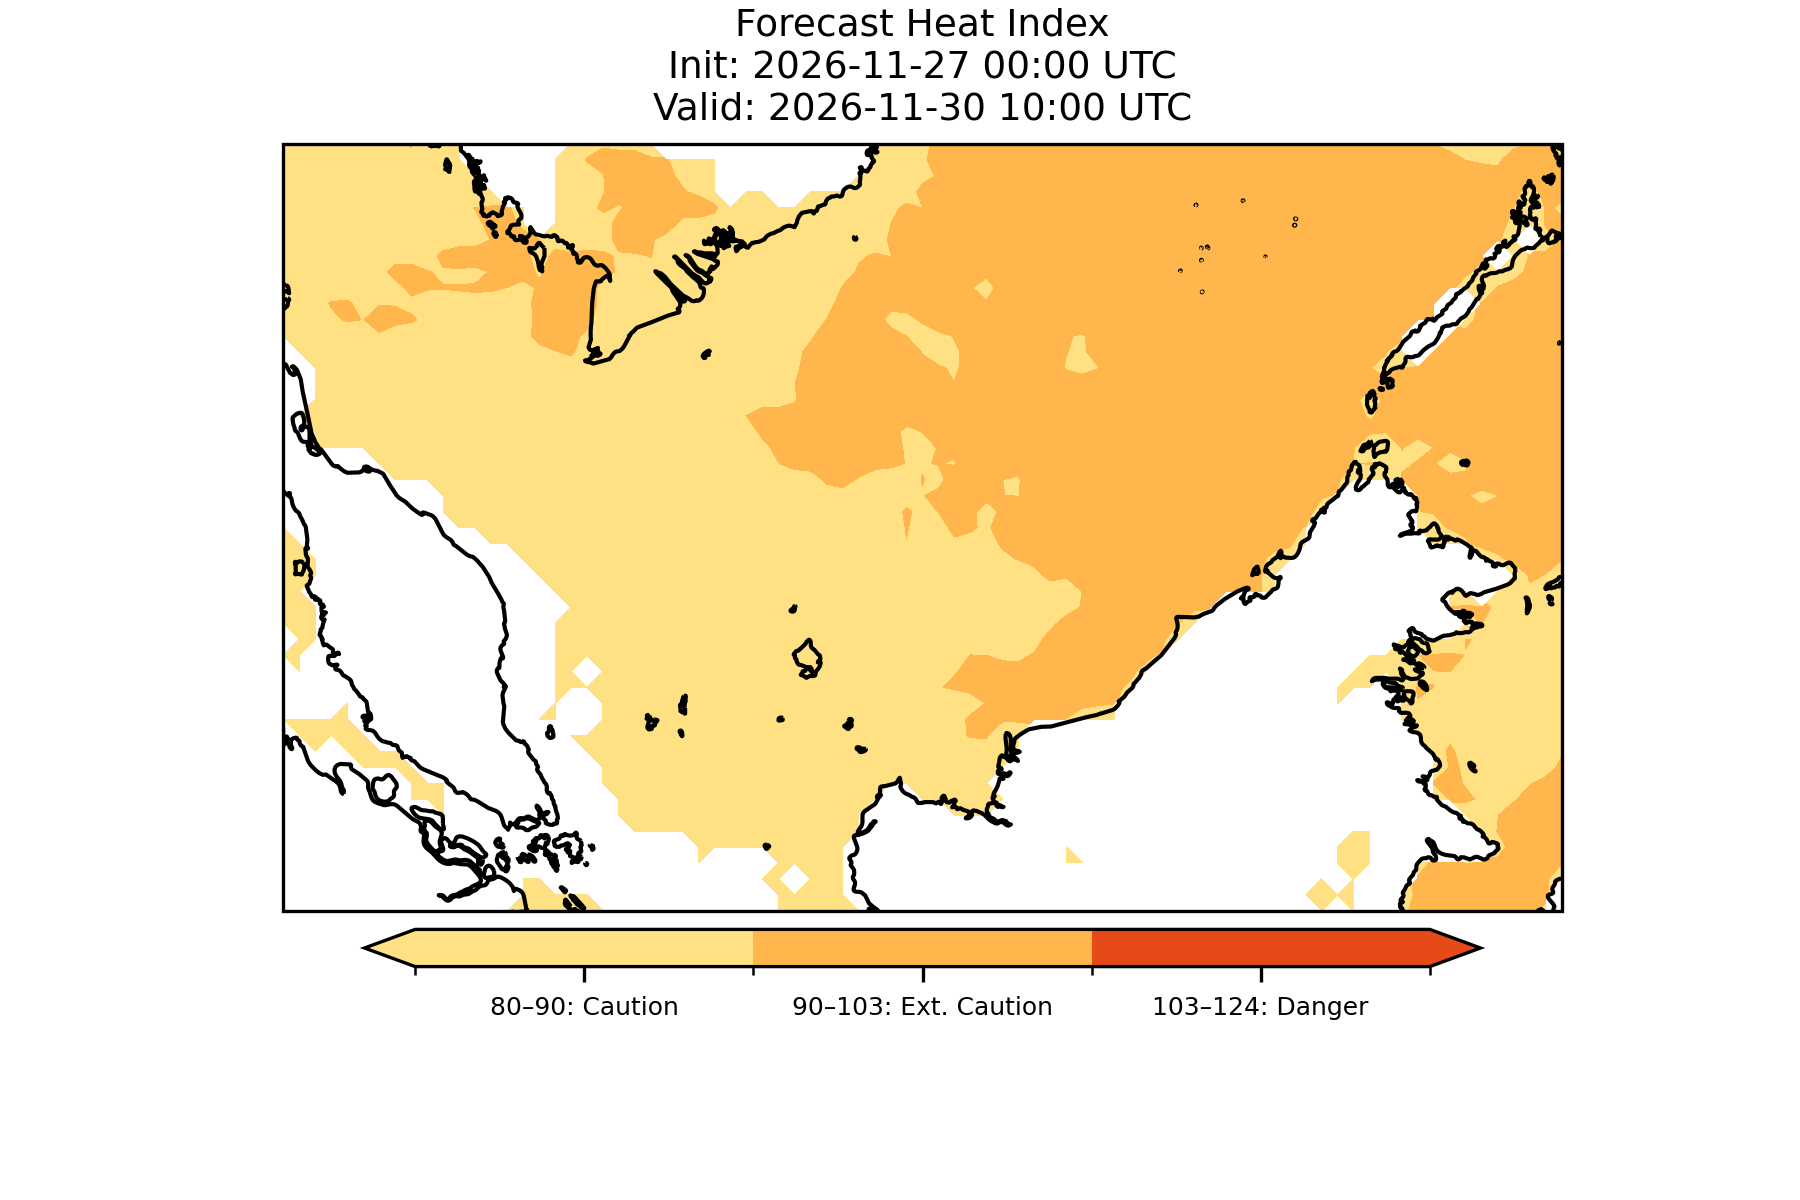 Forecast Heat Index
Init: 2026-11-27 00:00 UTC
Valid: 2026-11-30 10:00 UTC
80–90: Caution
90–103: Ext. Caution
103–124: Danger